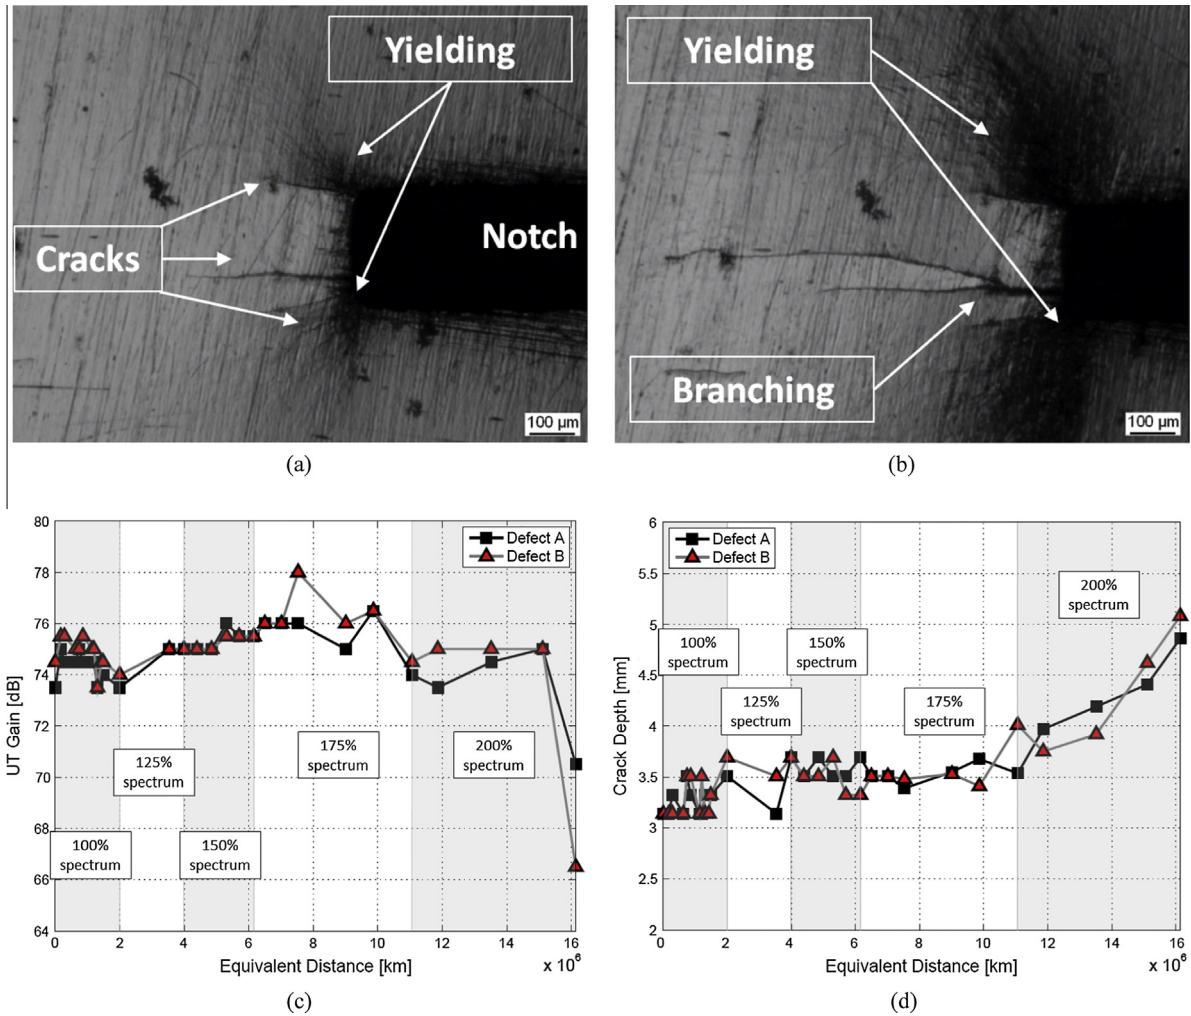 Yielding
Cracks
Notch
100 µm
(a)
Yielding
Branching
100 µm
(b)
80
78
76
74
72
70
68
66
64
UT Gain [dB]
Defect A
Defect B
100%
spectrum
125%
spectrum
150%
spectrum
175%
spectrum
200%
spectrum
0 2 4 6 8 10 12 14 16
Equivalent Distance [km]
x 10⁶
(c)
6
5.5
5
4.5
4
3.5
3
2.5
2
Crack Depth [mm]
Defect A
Defect B
100%
spectrum
125%
spectrum
150%
spectrum
175%
spectrum
200%
spectrum
0 2 4 6 8 10 12 14 16
Equivalent Distance [km]
x 10⁶
(d)